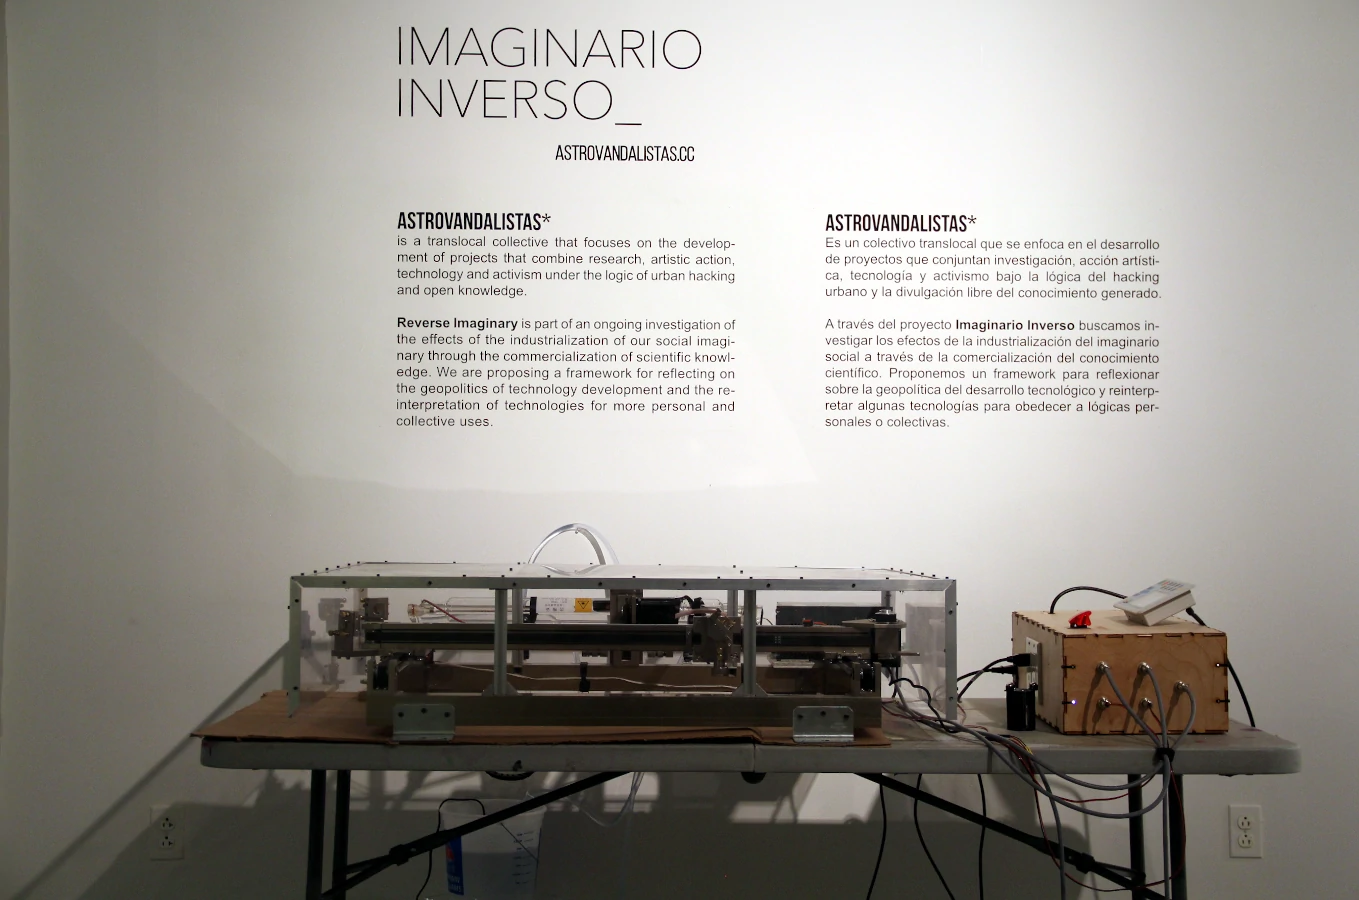 IMAGINARIO
INVERSO_
ASTROVANDALISTAS.CC
ASTROVANDALISTAS*
is a translocal collective that focuses on the develop-
ment of projects that combine research, artistic action,
technology and activism under the logic of urban hacking
and open knowledge.
Reverse Imaginary is part of an ongoing investigation of
the effects of the industrialization of our social imagi-
nary through the commercialization of scientific knowl-
edge. We are proposing a framework for reflecting on
the geopolitics of technology development and the re-
interpretation of technologies for more personal and
collective uses.
ASTROVANDALISTAS*
Es un colectivo translocal que se enfoca en el desarrollo
de proyectos que conjuntan investigación, acción artísti-
ca, tecnología y activismo bajo la lógica del hacking
urbano y la divulgación libre del conocimiento generado.
A través del proyecto Imaginario Inverso buscamos in-
vestigar los efectos de la industrialización del imaginario
social a través de la comercialización del conocimiento
científico. Proponemos un framework para reflexionar
sobre la geopolítica del desarrollo tecnológico y reinterp-
retar algunas tecnologías para obedecer a lógicas per-
sonales o colectivas.